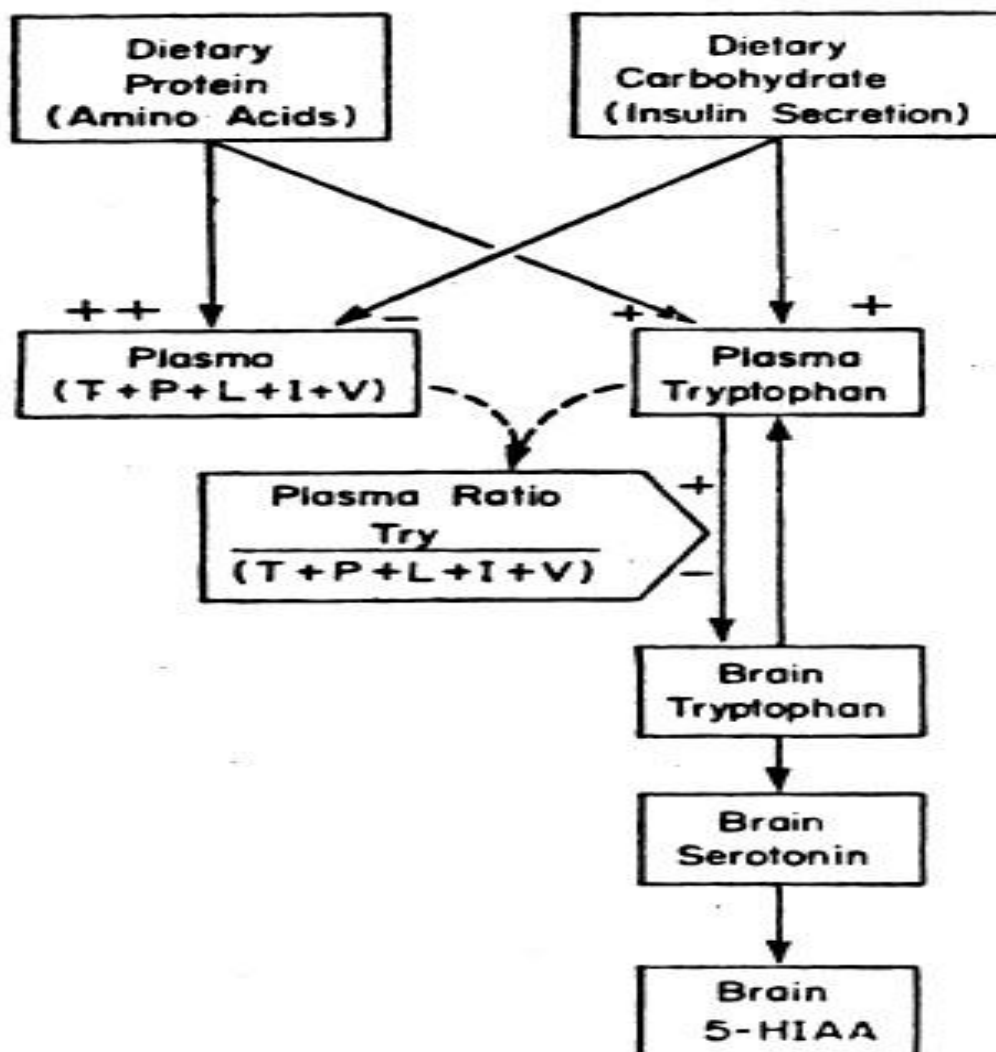 Dietary
Protein
(Amino Acids)
Dietary
Carbohydrate
(Insulin Secretion)
++
−
+
+
Plasma
(T+P+L+I+V)
Plasma
Tryptophan
Plasma Ratio
Try
(T+P+L+I+V)
+
−
Brain
Tryptophan
Brain
Serotonin
Brain
5-HIAA